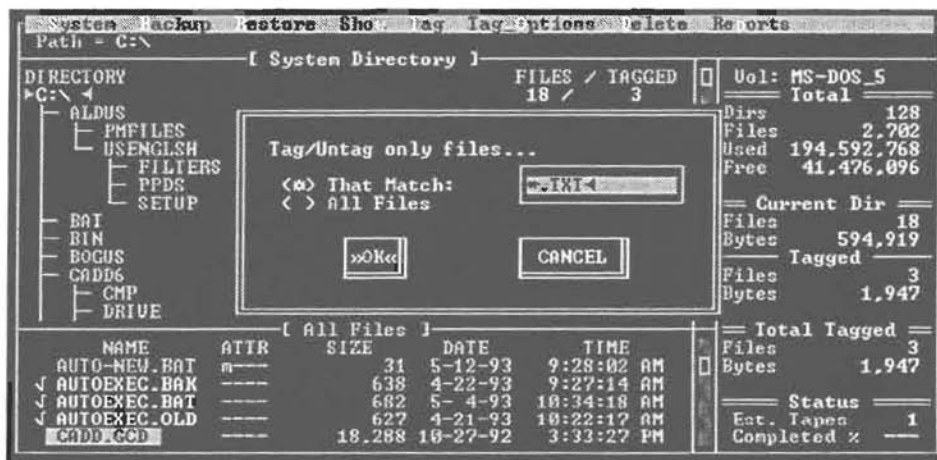 System Backup Restore Show Tag Tag Options Delete Reports
Path = C:\
[ System Directory ]
DIRECTORY
FILES / TAGGED
C:\
18 / 3
ALDUS
PMFILES
USENGLSH
FILTERS
PPDS
SETUP
BAI
BIN
BOGUS
CADD6
CMP
DRIVE
Tag/Untag only files...
(*) That Match:
*.TXT
( ) All Files
»OK«
CANCEL
Vol: MS-DOS_5
Total
Dirs 128
Files 2,702
Used 194,592,768
Free 41,476,096
Current Dir
Files 18
Bytes 594,919
Tagged
Files 3
Bytes 1,947
Total Tagged
Files 3
Bytes 1,947
Status
Est. Tapes 1
Completed % ---
[ All Files ]
NAME ATTR SIZE DATE TIME
AUTO-NEW.BAT m---- 31 5-12-93 9:28:02 AM
√ AUTOEXEC.BAK ----- 638 4-22-93 9:27:14 AM
√ AUTOEXEC.BAT ----- 682 5- 4-93 10:34:18 AM
√ AUTOEXEC.OLD ----- 627 4-21-93 10:22:17 AM
CADD.GCD ----- 18,288 10-27-92 3:33:27 PM